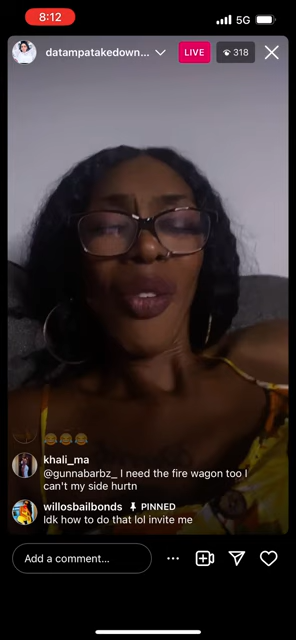 8:12
5G
datampatakedown...
LIVE
318
khali_ma
@gunnabarbz_ I need the fire wagon too I
can't my side hurtn
willosbailbonds PINNED
Idk how to do that lol invite me
Add a comment...